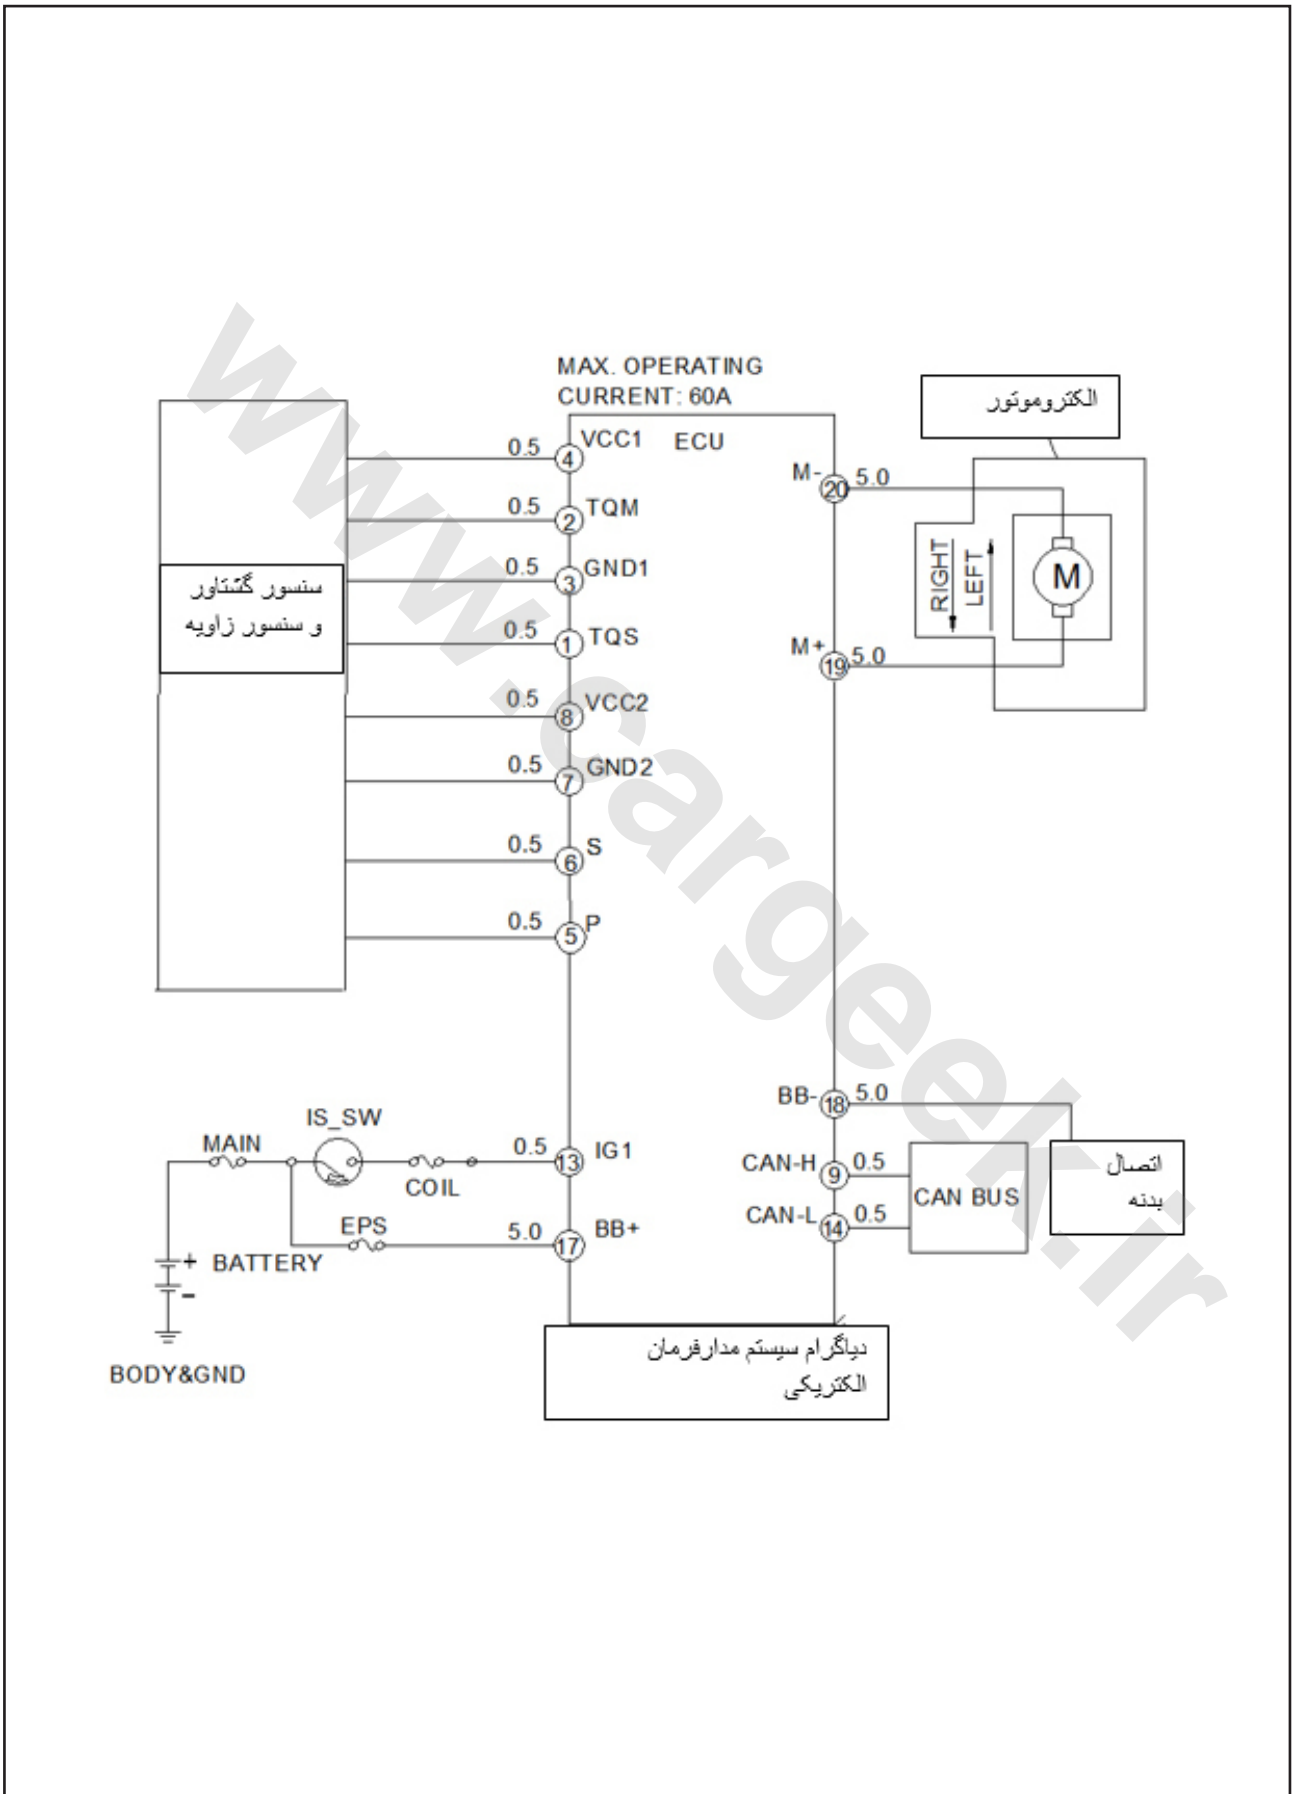 MAX. OPERATING
CURRENT: 60A
ECU
الکتروموتور
0.5 4 VCC1
0.5 2 TQM
0.5 3 GND1
0.5 1 TQS
0.5 8 VCC2
0.5 7 GND2
0.5 6 S
0.5 5 P
سنسور گشتاور
و سنسور زاویه
M- 20 5.0
M+ 19 5.0
RIGHT
LEFT
M
BB- 18 5.0
CAN-H 9 0.5
CAN-L 14 0.5
CAN BUS
اتصال
بدنه
IS_SW
MAIN
COIL
0.5 13 IG1
EPS
5.0 17 BB+
+ BATTERY
-
BODY&GND
دیاگرام سیستم مدارفرمان
الکتریکی
www.cargeek.ir